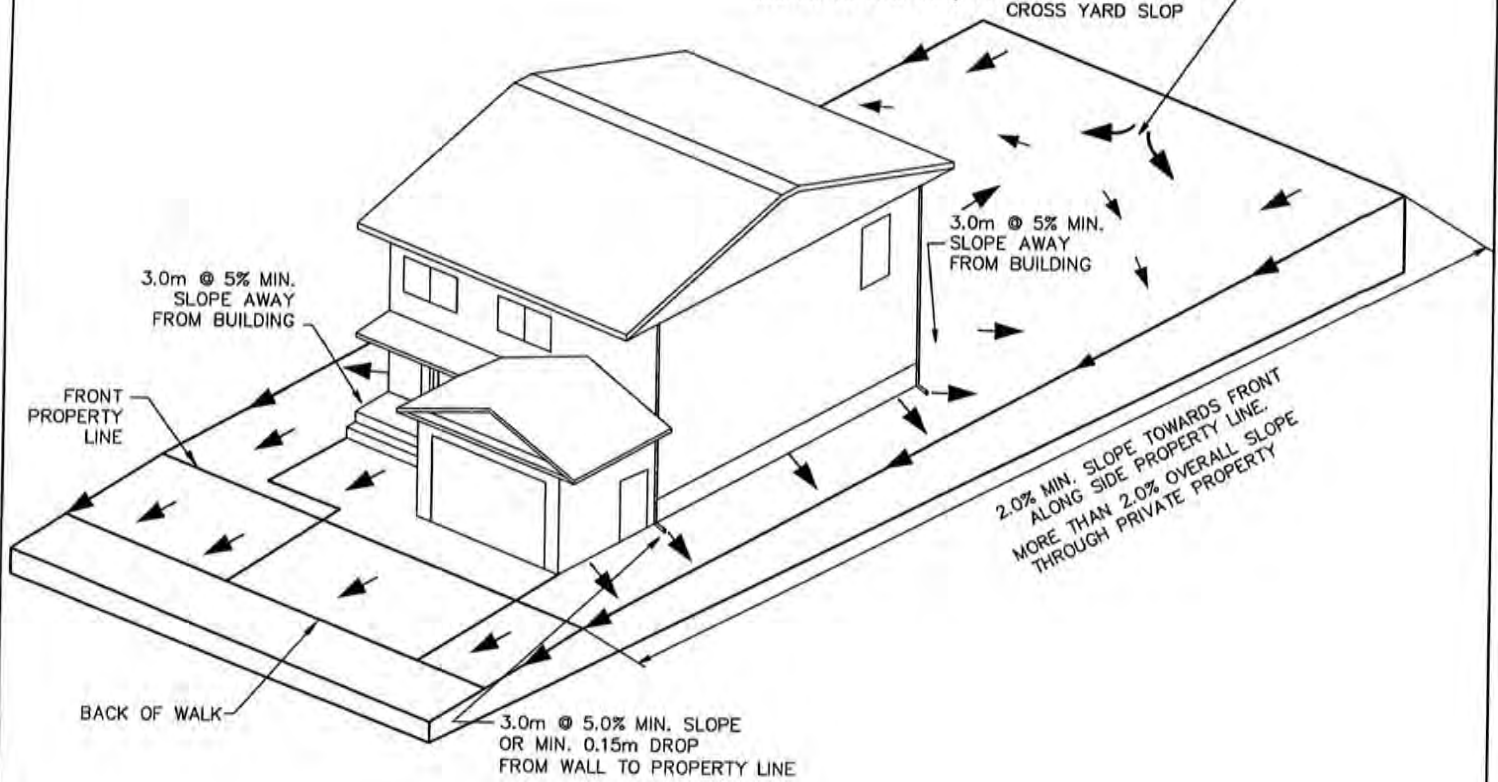 CROSS YARD SLOP
3.0m @ 5% MIN.
SLOPE AWAY
FROM BUILDING
3.0m @ 5% MIN.
SLOPE AWAY
FROM BUILDING
FRONT
PROPERTY
LINE
2.0% MIN. SLOPE TOWARDS FRONT
ALONG SIDE PROPERTY LINE.
MORE THAN 2.0% OVERALL SLOPE
THROUGH PRIVATE PROPERTY
BACK OF WALK
3.0m @ 5.0% MIN. SLOPE
OR MIN. 0.15m DROP
FROM WALL TO PROPERTY LINE